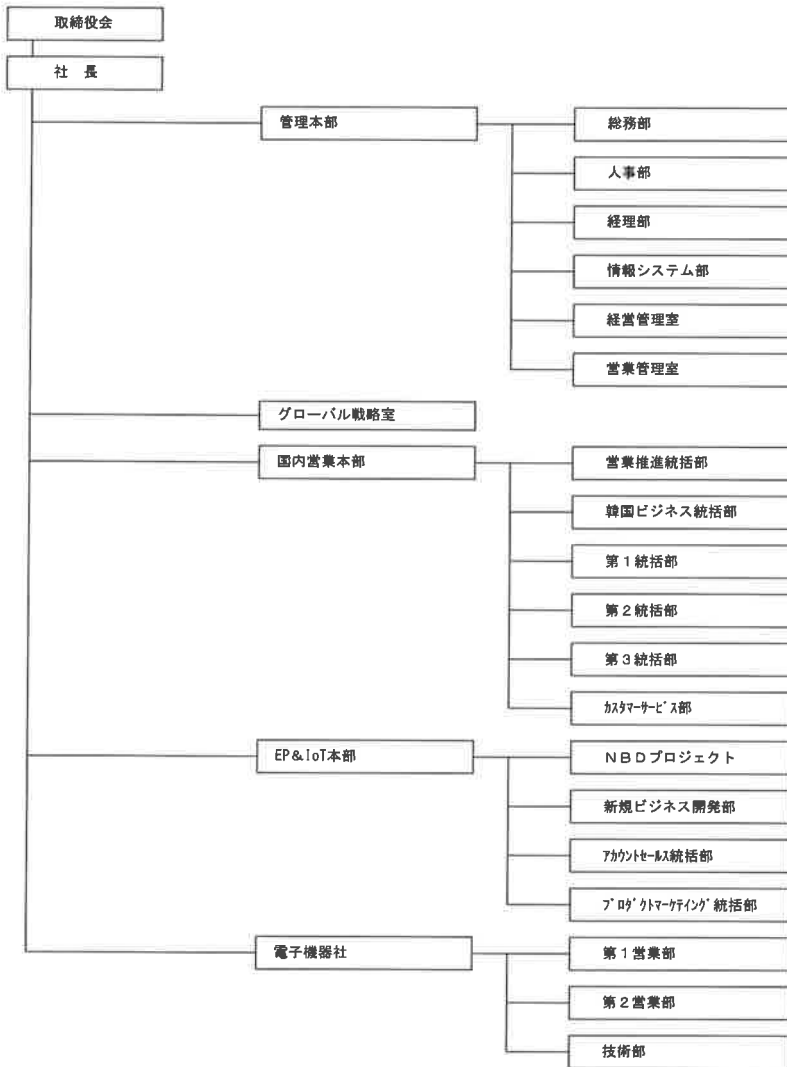 取締役会
社　長
管理本部
総務部
人事部
経理部
情報システム部
経営管理室
営業管理室
グローバル戦略室
国内営業本部
営業推進統括部
韓国ビジネス統括部
第１統括部
第２統括部
第３統括部
ｶｽﾀﾏｰｻｰﾋﾞｽ部
EP＆IoT本部
ＮＢＤプロジェクト
新規ビジネス開発部
ｱｶｳﾝﾄｾｰﾙｽ統括部
ﾌﾟﾛﾀﾞｸﾄﾏｰｹﾃｨﾝｸﾞ統括部
電子機器社
第１営業部
第２営業部
技術部